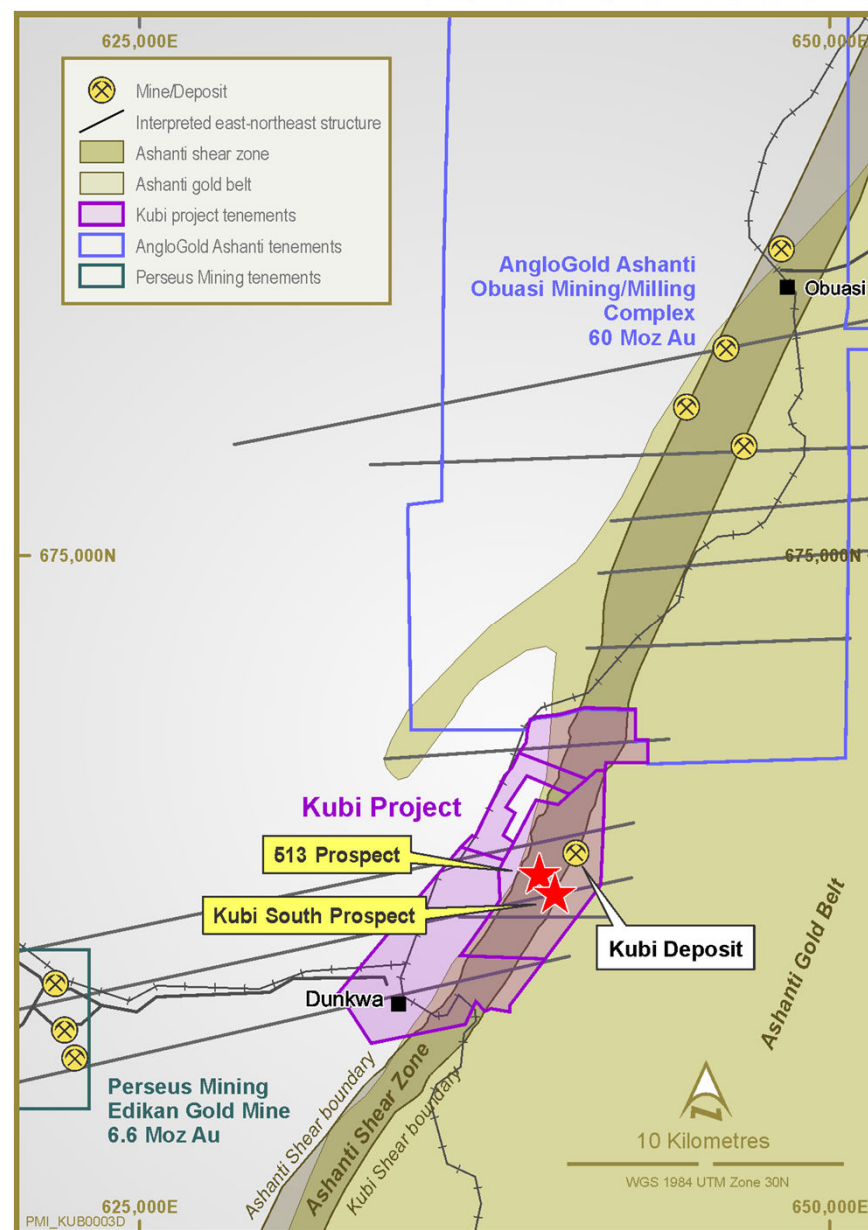 625,000E
650,000E
Mine/Deposit
Interpreted east-northeast structure
Ashanti shear zone
Ashanti gold belt
Kubi project tenements
AngloGold Ashanti tenements
Perseus Mining tenements
AngloGold Ashanti
Obuasi Mining/Milling
Complex
60 Moz Au
Obuasi
675,000N
675,000N
Kubi Project
513 Prospect
Kubi South Prospect
Kubi Deposit
Dunkwa
Ashanti Gold Belt
Perseus Mining
Edikan Gold Mine
6.6 Moz Au
Ashanti Shear boundary
Ashanti Shear Zone
Kubi Shear boundary
N
10 Kilometres
WGS 1984 UTM Zone 30N
PMI_KUB0003D
625,000E
650,000E